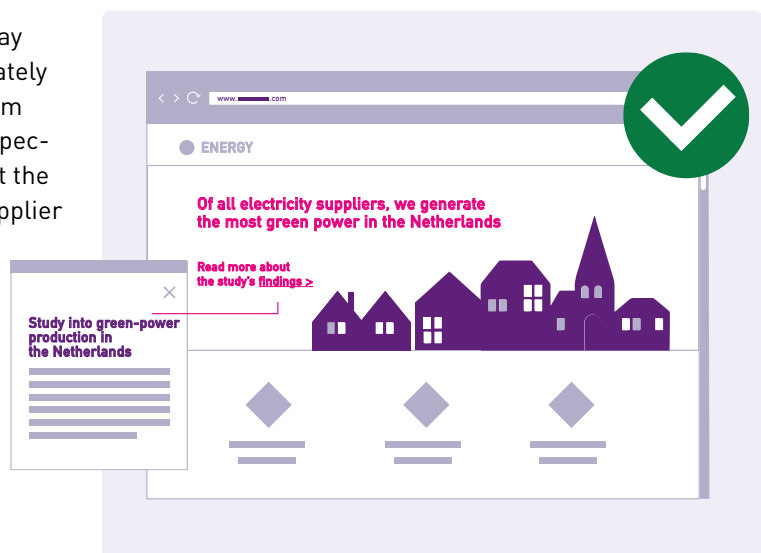 ay
ately
m
pec-
t the
pplier
www. .com
ENERGY
Of all electricity suppliers, we generate
the most green power in the Netherlands
Read more about
the study's findings >
Study into green-power
production in
the Netherlands